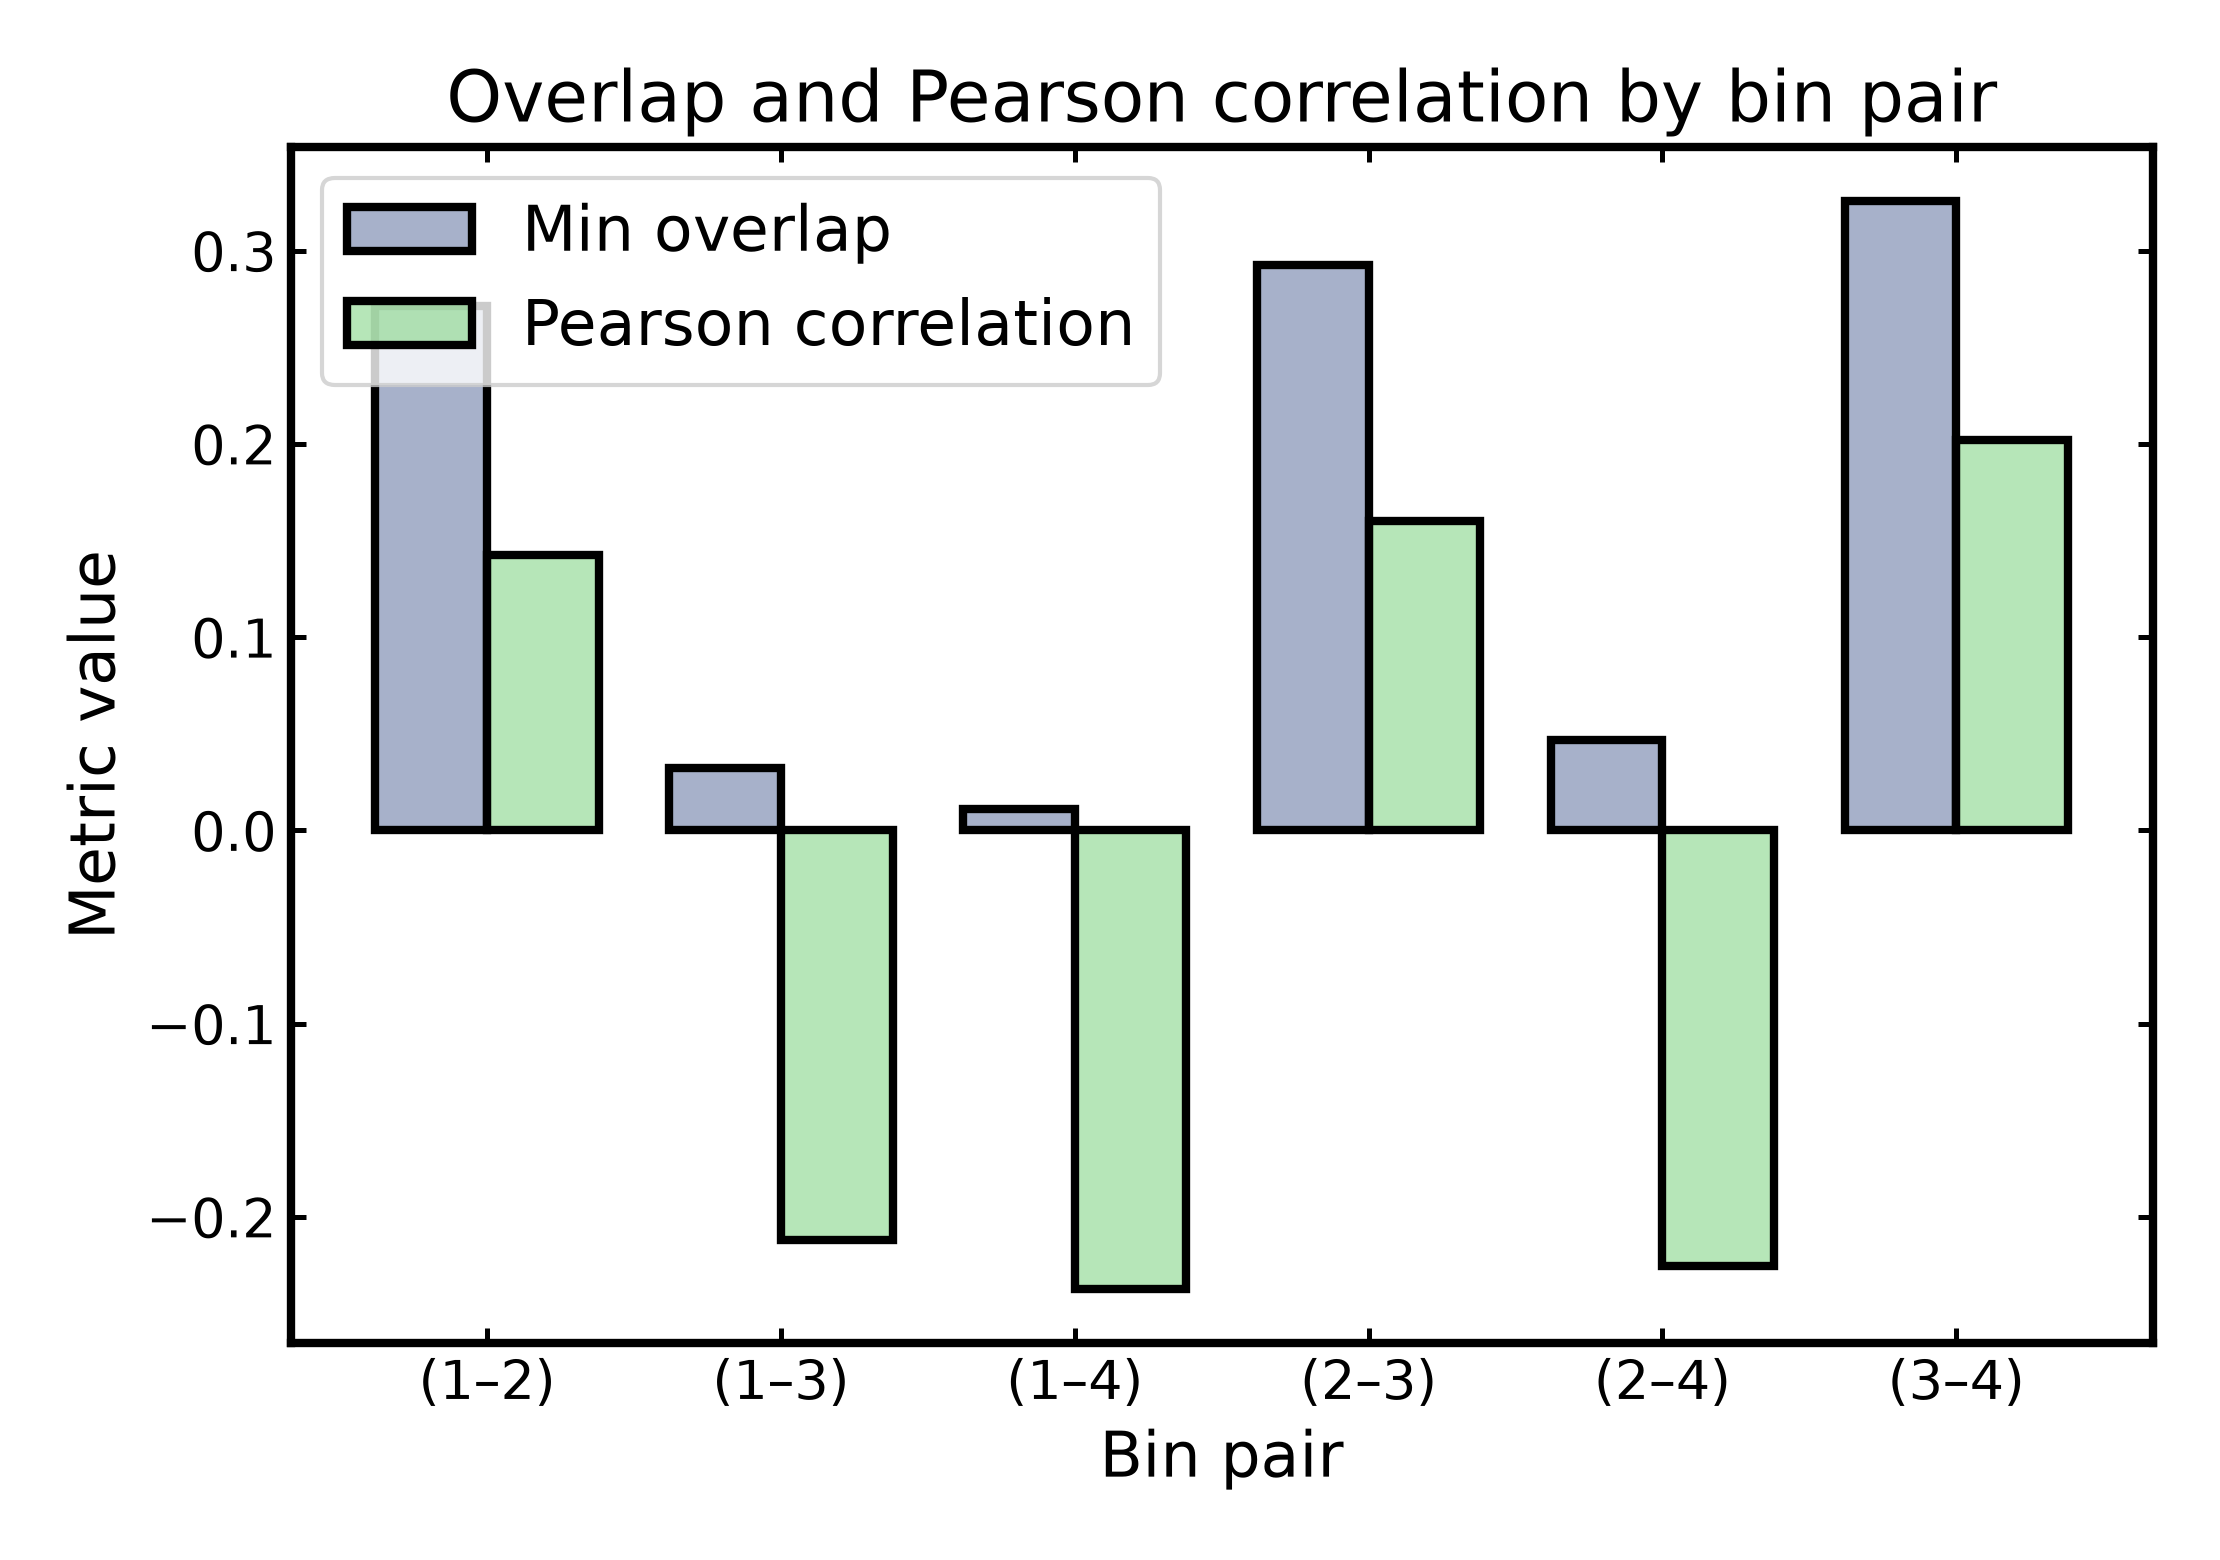 Overlap and Pearson correlation by bin pair
Min overlap
Pearson correlation
Metric value
0.3
0.2
0.1
0.0
−0.1
−0.2
(1–2) (1–3) (1–4) (2–3) (2–4) (3–4)
Bin pair